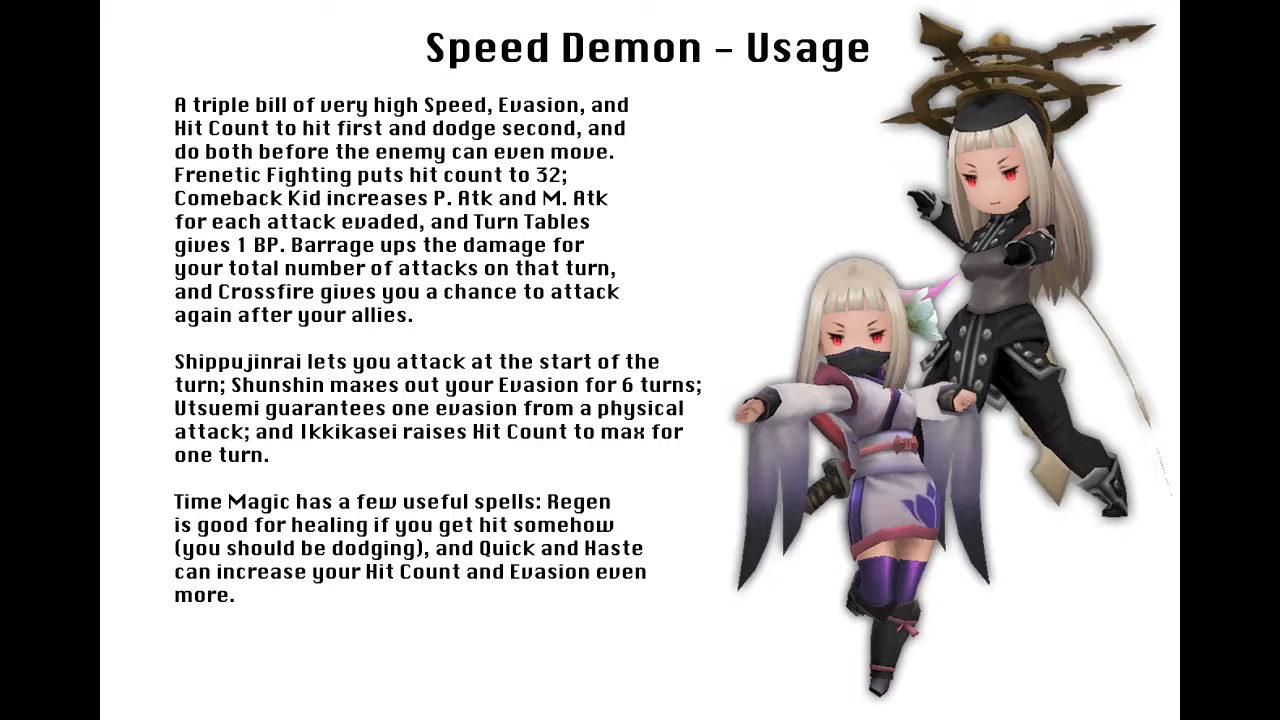 Speed Demon - Usage
A triple bill of very high Speed, Evasion, and
Hit Count to hit first and dodge second, and
do both before the enemy can even move.
Frenetic Fighting puts hit count to 32;
Comeback Kid increases P. Atk and M. Atk
for each attack evaded, and Turn Tables
gives 1 BP. Barrage ups the damage for
your total number of attacks on that turn,
and Crossfire gives you a chance to attack
again after your allies.
Shippujinrai lets you attack at the start of the
turn; Shunshin maxes out your Evasion for 6 turns;
Utsuemi guarantees one evasion from a physical
attack; and Ikkikasei raises Hit Count to max for
one turn.
Time Magic has a few useful spells: Regen
is good for healing if you get hit somehow
(you should be dodging), and Quick and Haste
can increase your Hit Count and Evasion even
more.